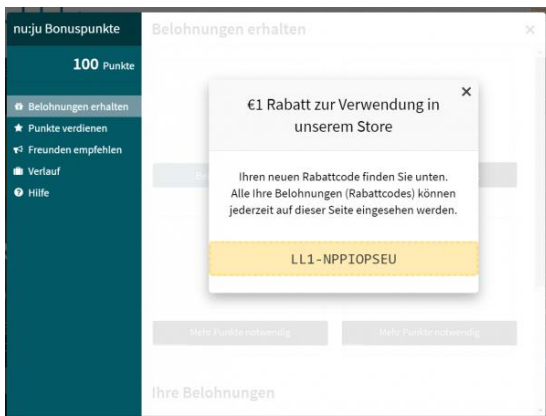 nu:ju Bonuspunkte
100 Punkte
Belohnungen erhalten
Punkte verdienen
Freunden empfehlen
Verlauf
Hilfe
Belohnungen erhalten
×
€1 Rabatt zur Verwendung in
unserem Store
Ihren neuen Rabattcode finden Sie unten.
Alle Ihre Belohnungen (Rabattcodes) können
jederzeit auf dieser Seite eingesehen werden.
LL1-NPPIOPSEU
Mehr Punkte notwendig
Mehr Punkte notwendig
Ihre Belohnungen